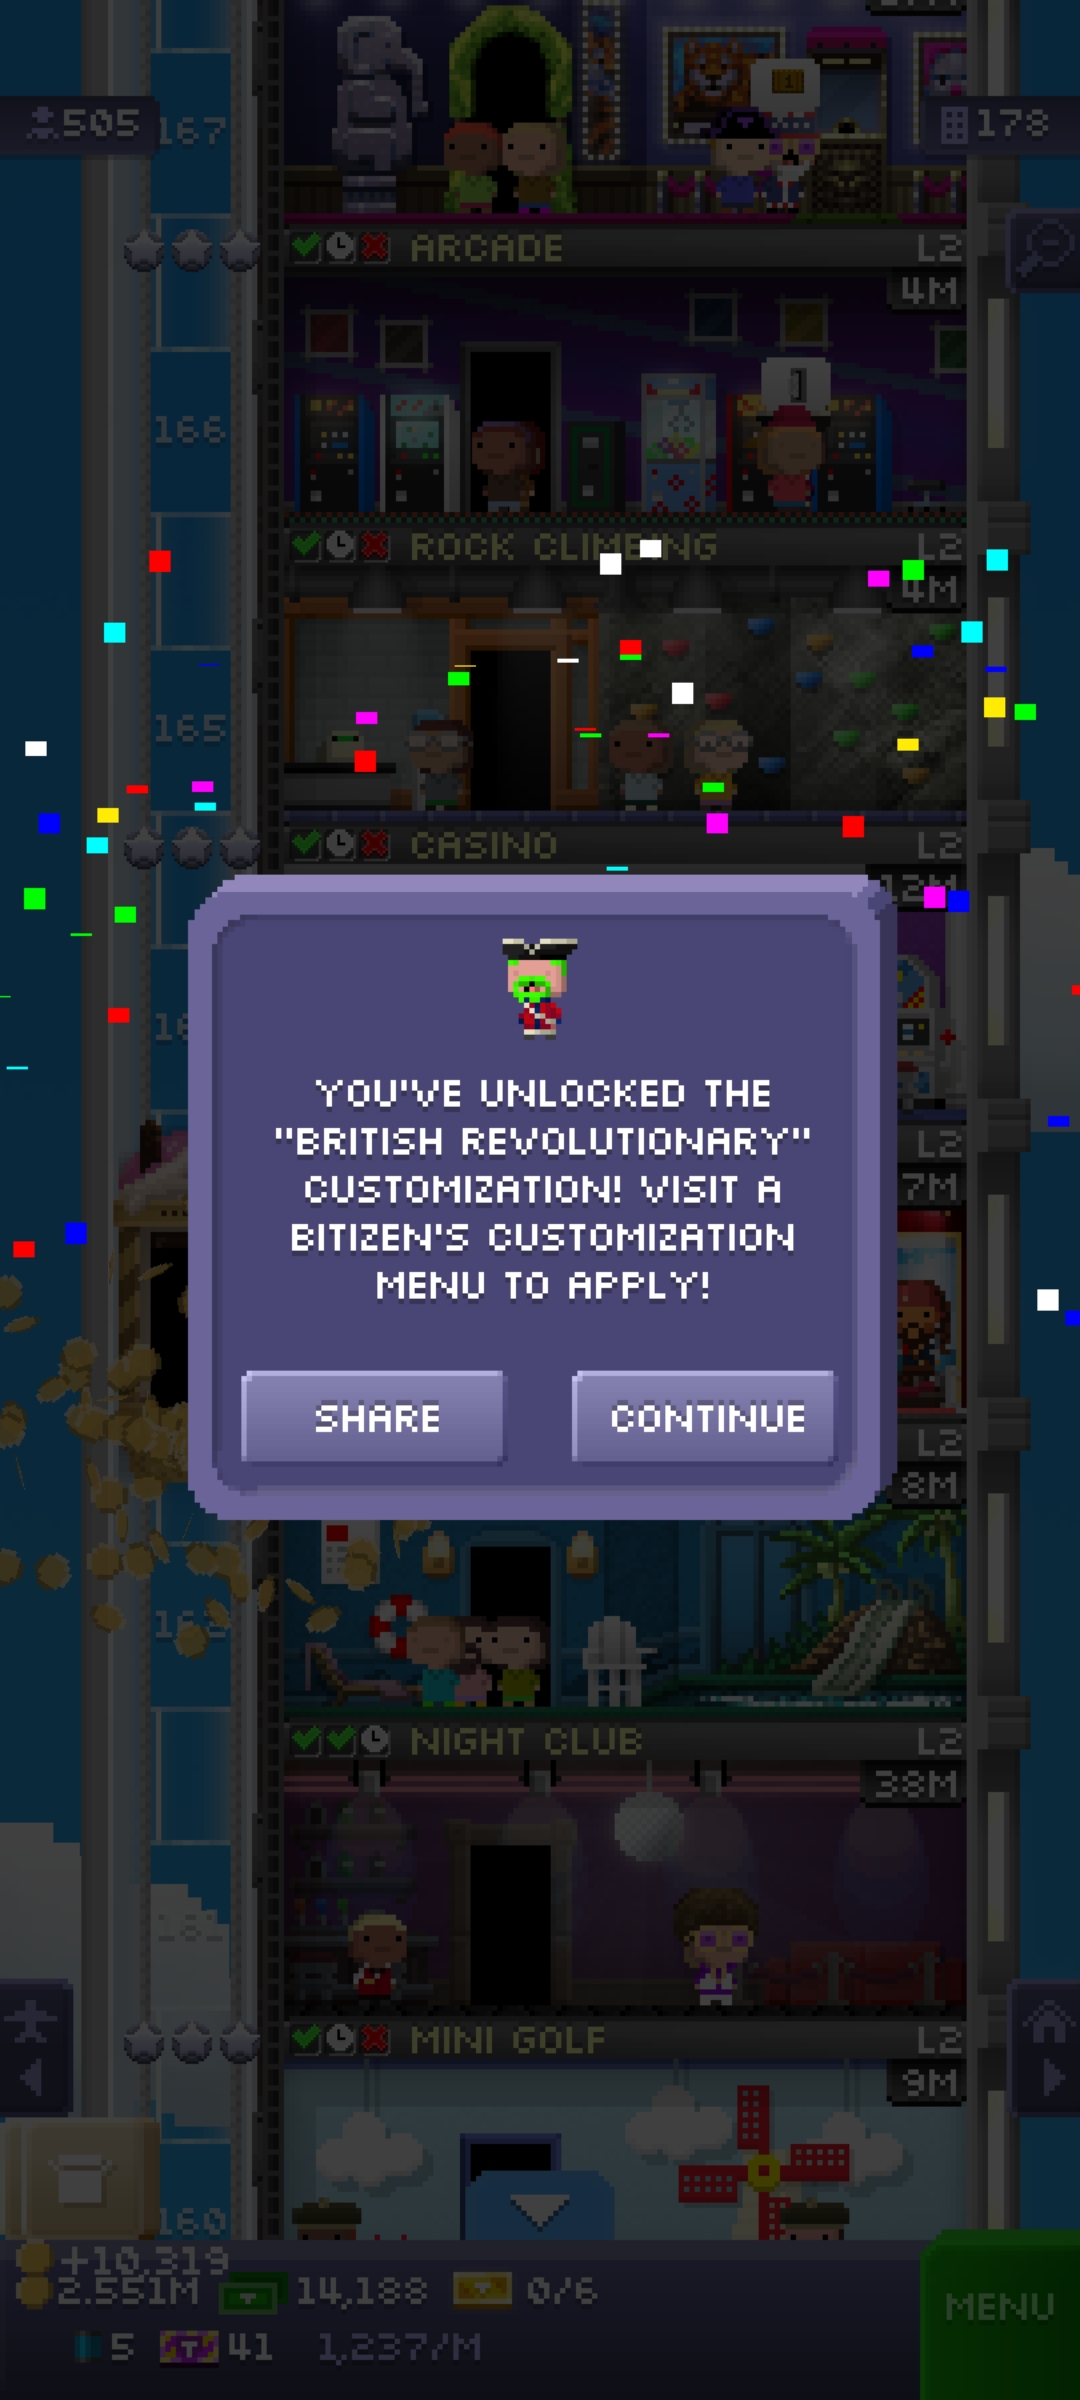 505
167
178
ARCADE L2
4M
166
ROCK CLIMBING L2
4M
165
CASINO L2
12M
L2
7M
YOU'VE UNLOCKED THE
"BRITISH REVOLUTIONARY"
CUSTOMIZATION! VISIT A
BITIZEN'S CUSTOMIZATION
MENU TO APPLY!
SHARE
CONTINUE
L2
8M
NIGHT CLUB L2
38M
MINI GOLF L2
9M
160
+10,319
2.551M 14,188 0/6
MENU
5 T 41 1,237/M